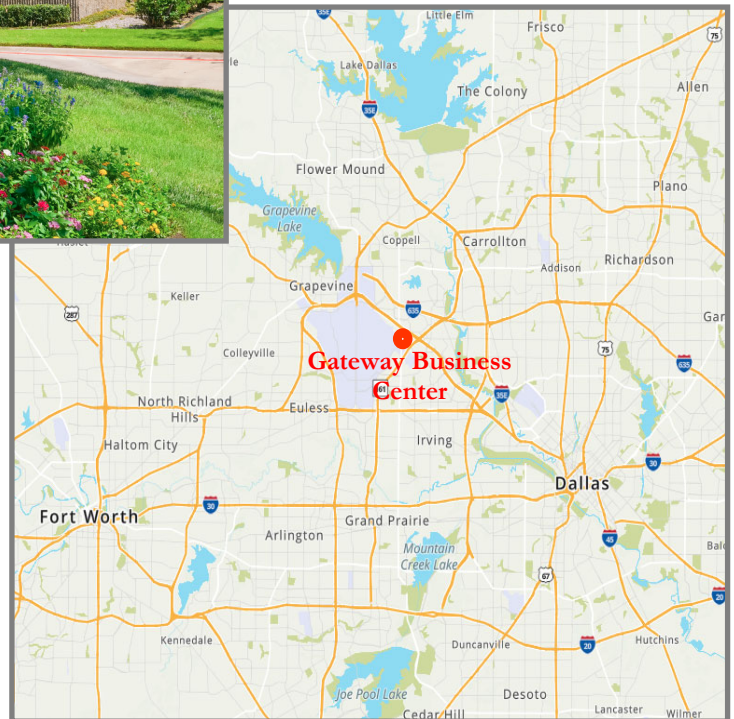 35E
Little Elm
Frisco
75
Lake Dallas
The Colony
Allen
35E
Flower Mound
Plano
Grapevine
Lake
Coppell
Carrollton
Addison
Richardson
Grapevine
Keller
635
287
Gar
Colleyville
75
Gateway Business
Center
635
61
35E
North Richland
Hills
Euless
Haltom City
Irving
30
Dallas
30
Fort Worth
Arlington
Grand Prairie
45
Mountain
Creek Lake
67
20
Kennedale
Duncanville
20
Hutchins
Joe Pool Lake
Desoto
Cedar Hill
Lancaster
Wilmer